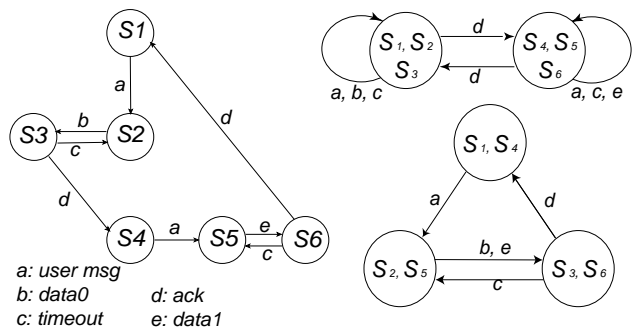 S1
a
S2
b
c
S3
d
S4
a
S5
e
c
S6
d
a: user msg
b: data0
c: timeout
d: ack
e: data1
S1, S2
S3
a, b, c
d
d
S4, S5
S6
a, c, e
S1, S4
a
d
S2, S5
b, e
c
S3, S6